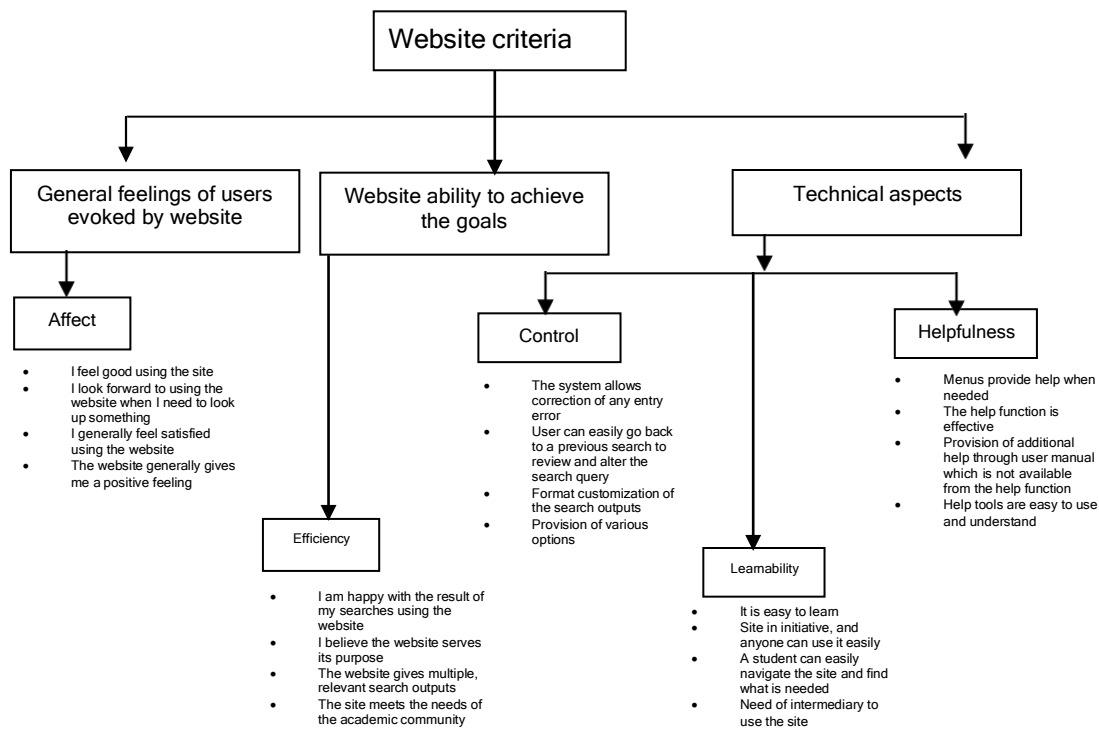 Website criteria
General feelings of users
evoked by website
Website ability to achieve
the goals
Technical aspects
Affect
• I feel good using the site
• I look forward to using the
website when I need to look
up something
• I generally feel satisfied
using the website
• The website generally gives
me a positive feeling
Efficiency
• I am happy with the result of
my searches using the
website
• I believe the website serves
its purpose
• The website gives multiple,
relevant search outputs
• The site meets the needs of
the academic community
Control
• The system allows
correction of any entry
error
• User can easily go back
to a previous search to
review and alter the
search query
• Format customization of
the search outputs
• Provision of various
options
Learnability
• It is easy to learn
• Site in initiative, and
anyone can use it easily
• A student can easily
navigate the site and find
what is needed
• Need of intermediary to
use the site
Helpfulness
• Menus provide help when
needed
• The help function is
effective
• Provision of additional
help through user manual
which is not available
from the help function
• Help tools are easy to use
and understand